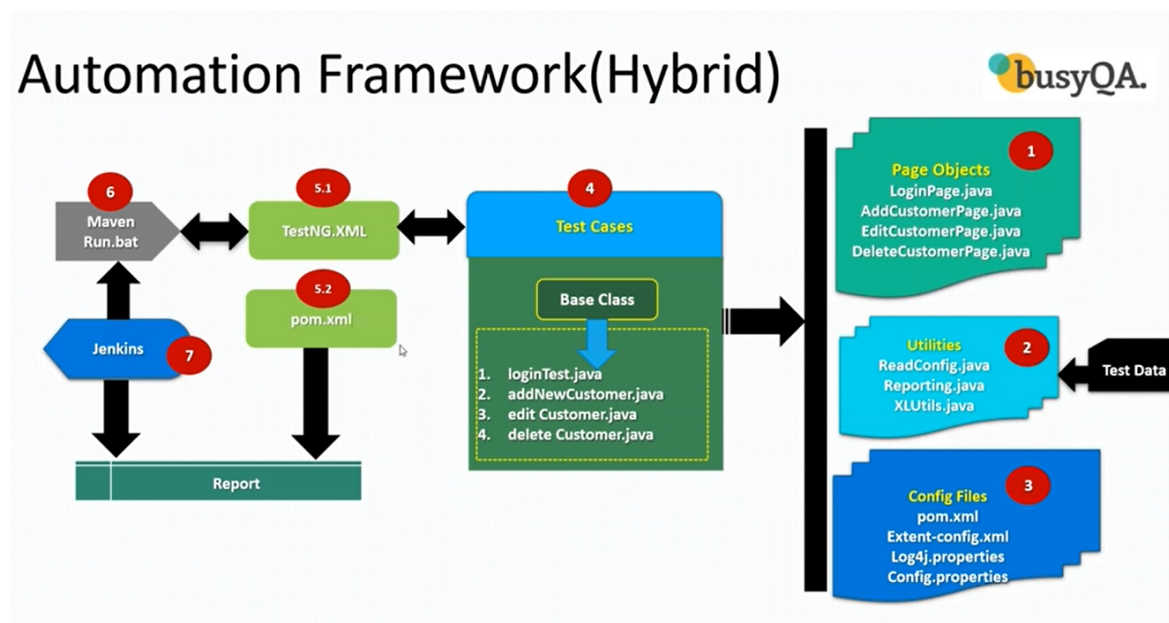 Automation Framework(Hybrid)
busyQA.
6
Maven
Run.bat
5.1
TestNG.XML
5.2
pom.xml
Jenkins
7
Report
4
Test Cases
Base Class
1. loginTest.java
2. addNewCustomer.java
3. edit Customer.java
4. delete Customer.java
1
Page Objects
LoginPage.java
AddCustomerPage.java
EditCustomerPage.java
DeleteCustomerPage.java
2
Utilities
ReadConfig.java
Reporting.java
XLUtils.java
Test Data
3
Config Files
pom.xml
Extent-config.xml
Log4j.properties
Config.properties